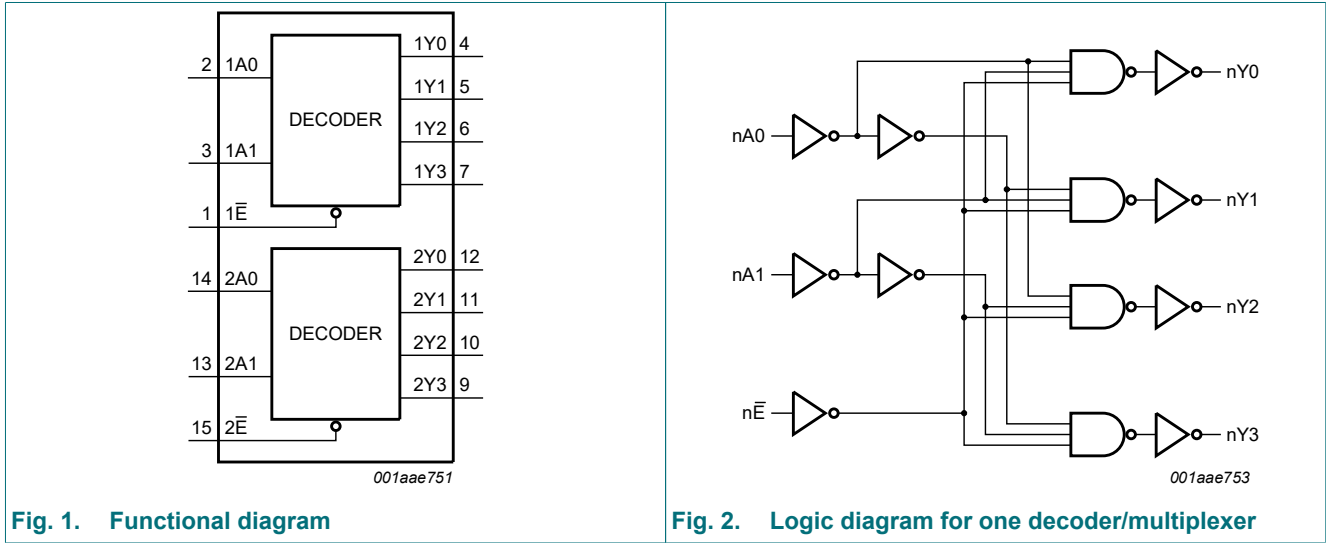 1Y0 4
2 1A0
1Y1 5
DECODER
1Y2 6
3 1A1
1Y3 7
1 1E̅
2Y0 12
14 2A0
2Y1 11
DECODER
2Y2 10
13 2A1
2Y3 9
15 2E̅
001aae751
Fig. 1. Functional diagram
nY0
nA0
nY1
nA1
nY2
nE̅
nY3
001aae753
Fig. 2. Logic diagram for one decoder/multiplexer